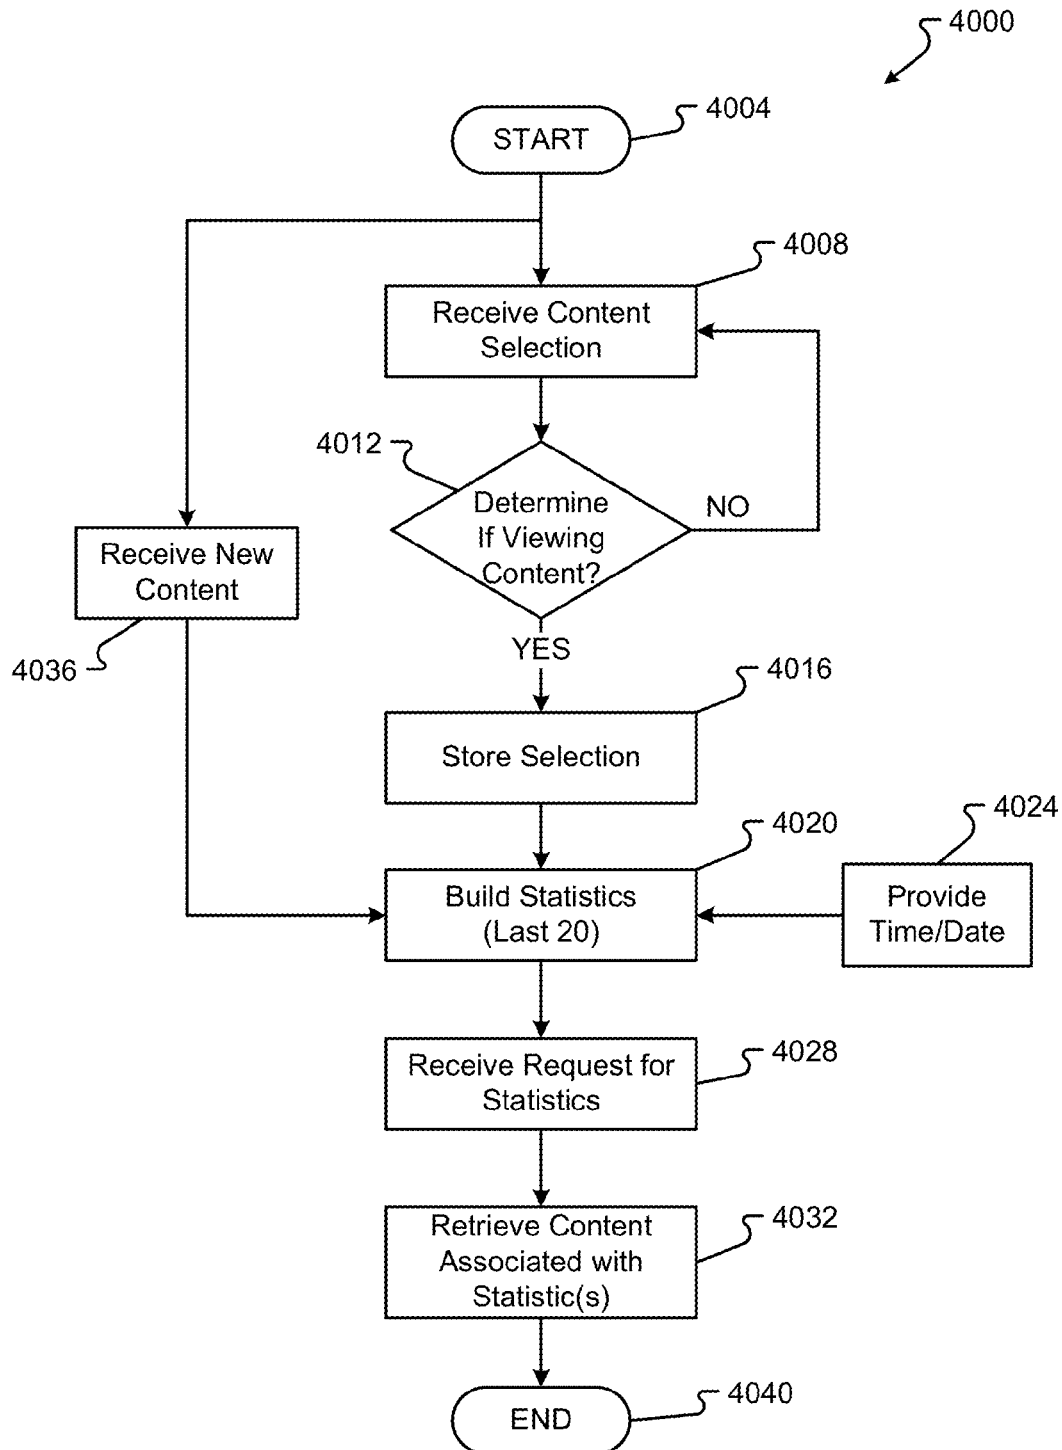 4000
START
4004
Receive Content
Selection
4008
4012
Determine
If Viewing
Content?
NO
YES
Receive New
Content
4036
Store Selection
4016
Build Statistics
(Last 20)
4020
Provide
Time/Date
4024
Receive Request for
Statistics
4028
Retrieve Content
Associated with
Statistic(s)
4032
END
4040